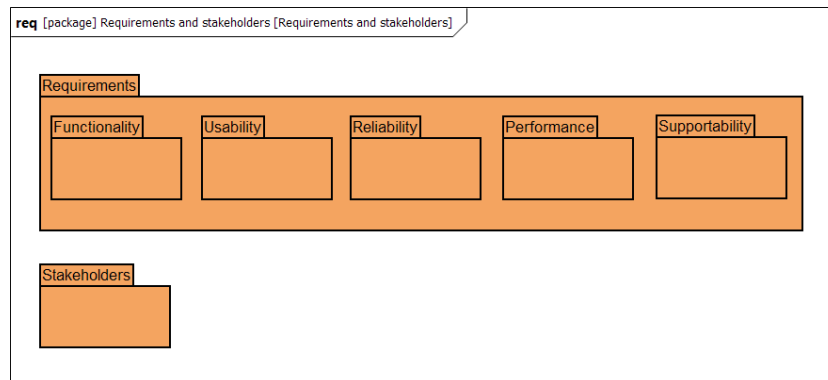 req [package] Requirements and stakeholders [Requirements and stakeholders]
Requirements
Functionality
Usability
Reliability
Performance
Supportability
Stakeholders